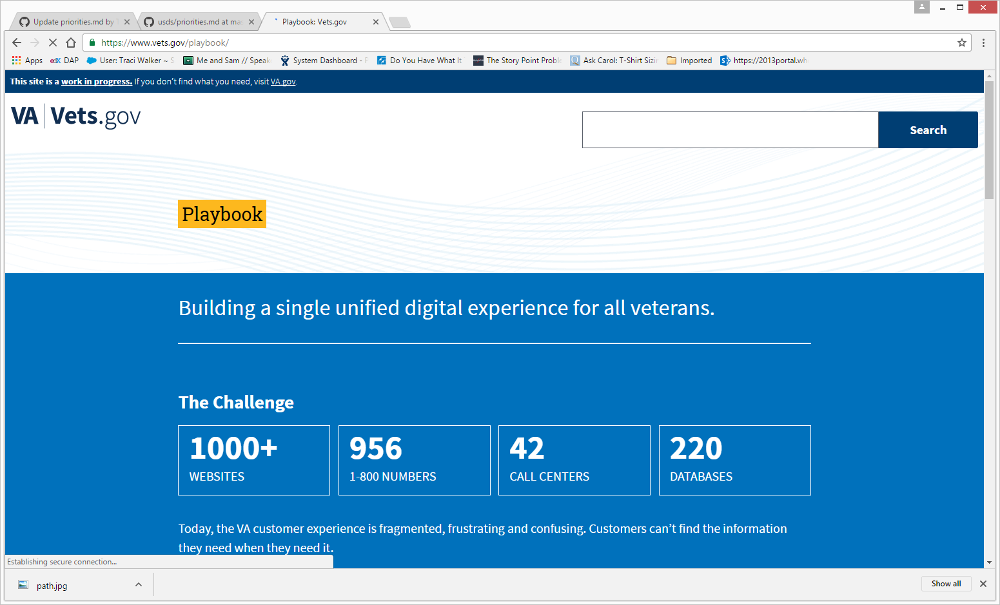 Update priorities.md by
usds/priorities.md at
Playbook: Vets.gov
https://www.vets.gov/playbook/
Apps
edX DAP
User: Traci Walker ~
Me and Sam // Speak
System Dashboard -
Do You Have What It
The Story Point
Ask Carol: T-Shirt
Imported
https://2013portal.
This site is a work in progress. If you don’t find what you need, visit VA.gov.
VA | Vets.gov
Search
Playbook
Building a single unified digital experience for all veterans.
The Challenge
1000+
WEBSITES
956
1-800 NUMBERS
42
CALL CENTERS
220
DATABASES
Today, the VA customer experience is fragmented, frustrating and confusing. Customers can’t find the information
they need when they need it.
Establishing secure connection...
path.jpg
Show all